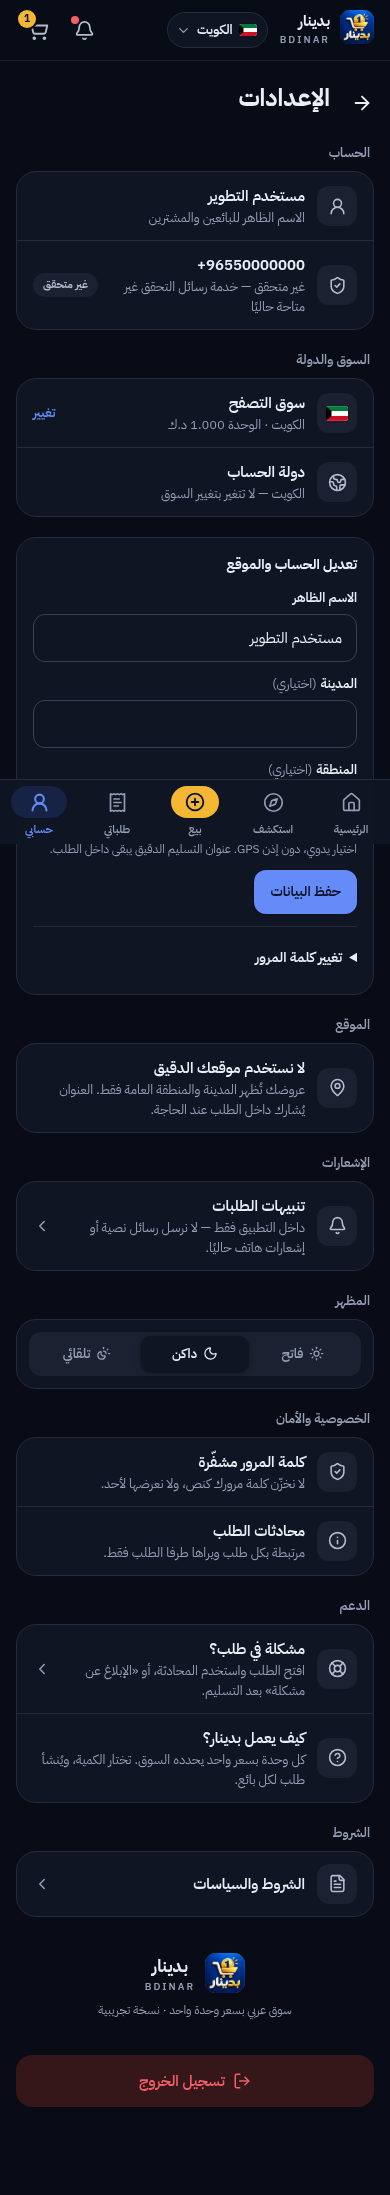 بدينار
BDINAR
الكويت
1
الإعدادات
الحساب
مستخدم التطوير
الاسم الظاهر للبائعين والمشترين
+96550000000
غير متحقق — خدمة رسائل التحقق غير
متاحة حاليًا
غير متحقق
السوق والدولة
سوق التصفح
الكويت · الوحدة 1.000 د.ك
تغيير
دولة الحساب
الكويت — لا تتغير بتغيير السوق
تعديل الحساب والموقع
الاسم الظاهر
مستخدم التطوير
المدينة (اختياري)
المنطقة (اختياري)
الرئيسية
استكشف
بيع
طلباتي
حسابي
اختيار يدوي، دون إذن GPS. عنوان التسليم الدقيق يبقى داخل الطلب.
حفظ البيانات
تغيير كلمة المرور
الموقع
لا نستخدم موقعك الدقيق
عروضك تُظهر المدينة والمنطقة العامة فقط. العنوان
يُشارك داخل الطلب عند الحاجة.
الإشعارات
تنبيهات الطلبات
داخل التطبيق فقط — لا نرسل رسائل نصية أو
إشعارات هاتف حاليًا.
المظهر
فاتح
داكن
تلقائي
الخصوصية والأمان
كلمة المرور مشفّرة
لا نخزّن كلمة مرورك كنص، ولا نعرضها لأحد.
محادثات الطلب
مرتبطة بكل طلب ويراها طرفا الطلب فقط.
الدعم
مشكلة في طلب؟
افتح الطلب واستخدم المحادثة، أو «الإبلاغ عن
مشكلة» بعد التسليم.
كيف يعمل بدينار؟
كل وحدة بسعر واحد يحدده السوق. تختار الكمية، ويُنشأ
طلب لكل بائع.
الشروط
الشروط والسياسات
بدينار
BDINAR
سوق عربي بسعر وحدة واحد · نسخة تجريبية
تسجيل الخروج